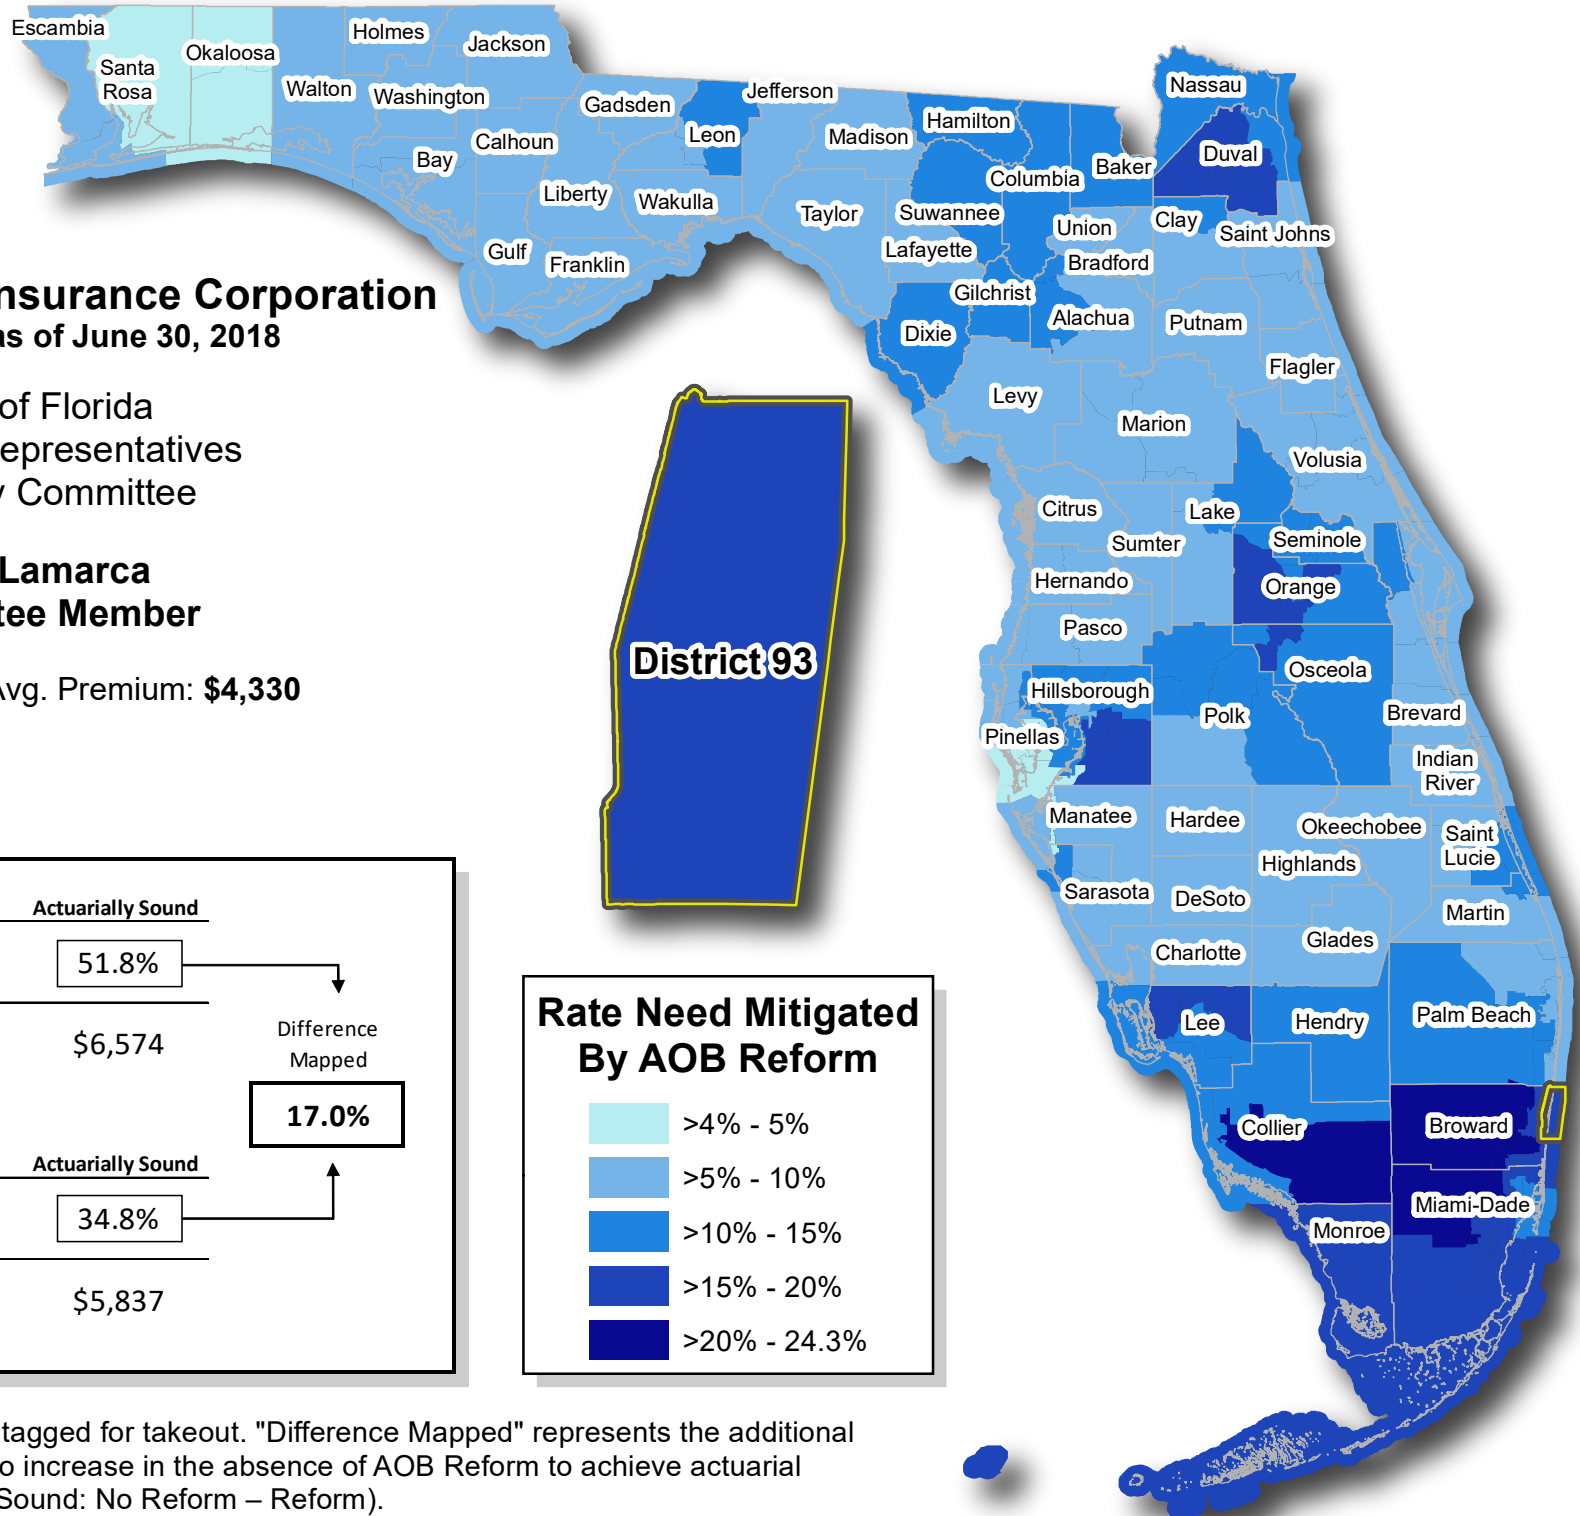 Escambia
Santa
Rosa
Okaloosa
Holmes
Jackson
Walton
Washington
Bay
Calhoun
Gadsden
Liberty
Gulf
Franklin
Leon
Wakulla
Jefferson
Madison
Taylor
Hamilton
Suwannee
Lafayette
Columbia
Baker
Nassau
Duval
Union
Clay
Saint Johns
Bradford
Gilchrist
Dixie
Alachua
Putnam
Flagler
Levy
Marion
Volusia
Citrus
Lake
Sumter
Seminole
Hernando
Orange
Pasco
Osceola
Hillsborough
Polk
Brevard
Pinellas
Indian
River
Manatee
Hardee
Okeechobee
Saint
Lucie
Highlands
Sarasota
DeSoto
Martin
Glades
Charlotte
Lee
Hendry
Palm Beach
Collier
Broward
Miami-Dade
Monroe
nsurance Corporation
as of June 30, 2018
of Florida
epresentatives
y Committee
Lamarca
tee Member
Avg. Premium: $4,330
District 93
Actuarially Sound
51.8%
$6,574
Difference
Mapped
17.0%
Actuarially Sound
34.8%
$5,837
Rate Need Mitigated
By AOB Reform
>4% - 5%
>5% - 10%
>10% - 15%
>15% - 20%
>20% - 24.3%
tagged for takeout. "Difference Mapped" represents the additional
o increase in the absence of AOB Reform to achieve actuarial
Sound: No Reform – Reform).